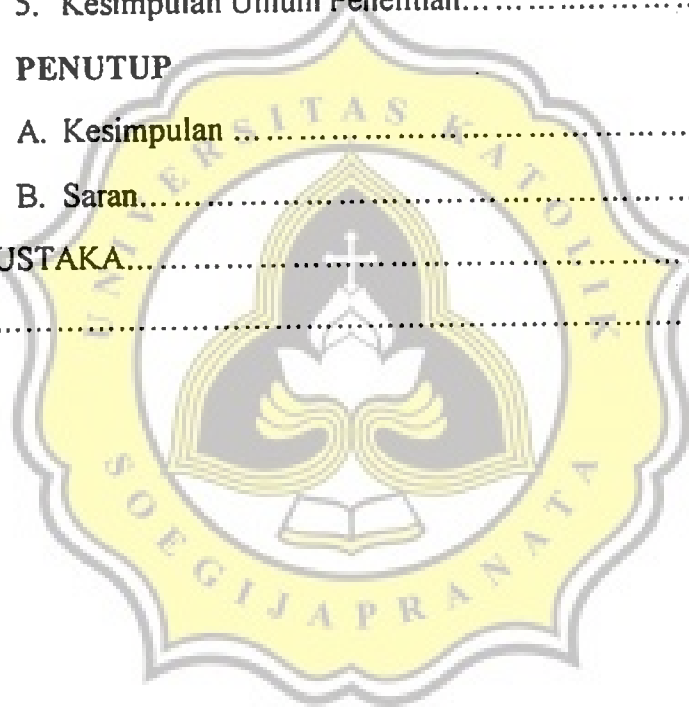 5. Kesimpulan Umum Penelitian
PENUTUP
A. Kesimpulan ........................................
B. Saran..................................................
USTAKA..................................................
..................................................
UNIVERSITAS KATOLIK
SOEGIJAPRANATA